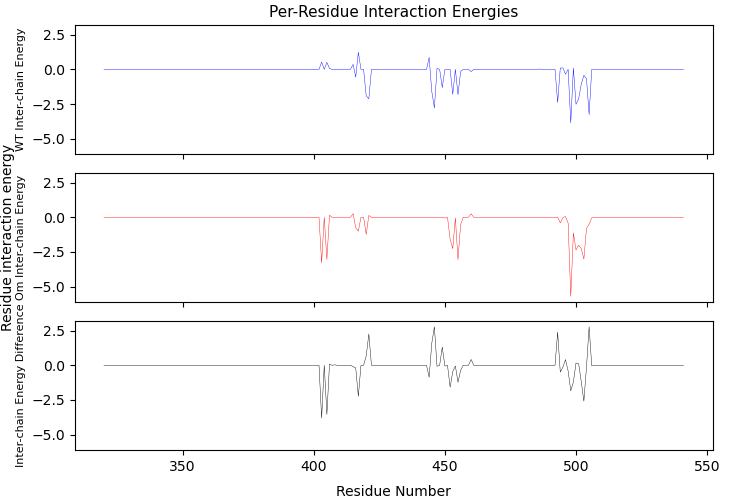 Per-Residue Interaction Energies
Residue interaction energy
WT Inter-chain Energy
2.5
0.0
−2.5
−5.0
Om Inter-chain Energy
2.5
0.0
−2.5
−5.0
Inter-chain Energy Difference
2.5
0.0
−2.5
−5.0
350
400
450
500
550
Residue Number